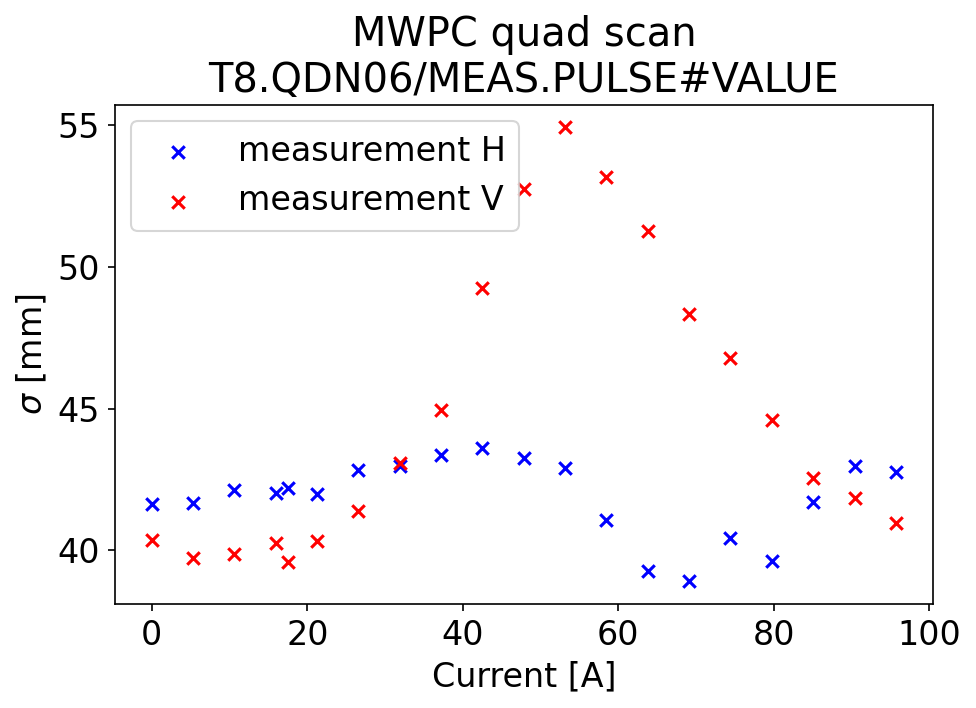 MWPC quad scan
T8.QDN06/MEAS.PULSE#VALUE
measurement H
measurement V
55
50
45
40
σ [mm]
0 20 40 60 80 100
Current [A]